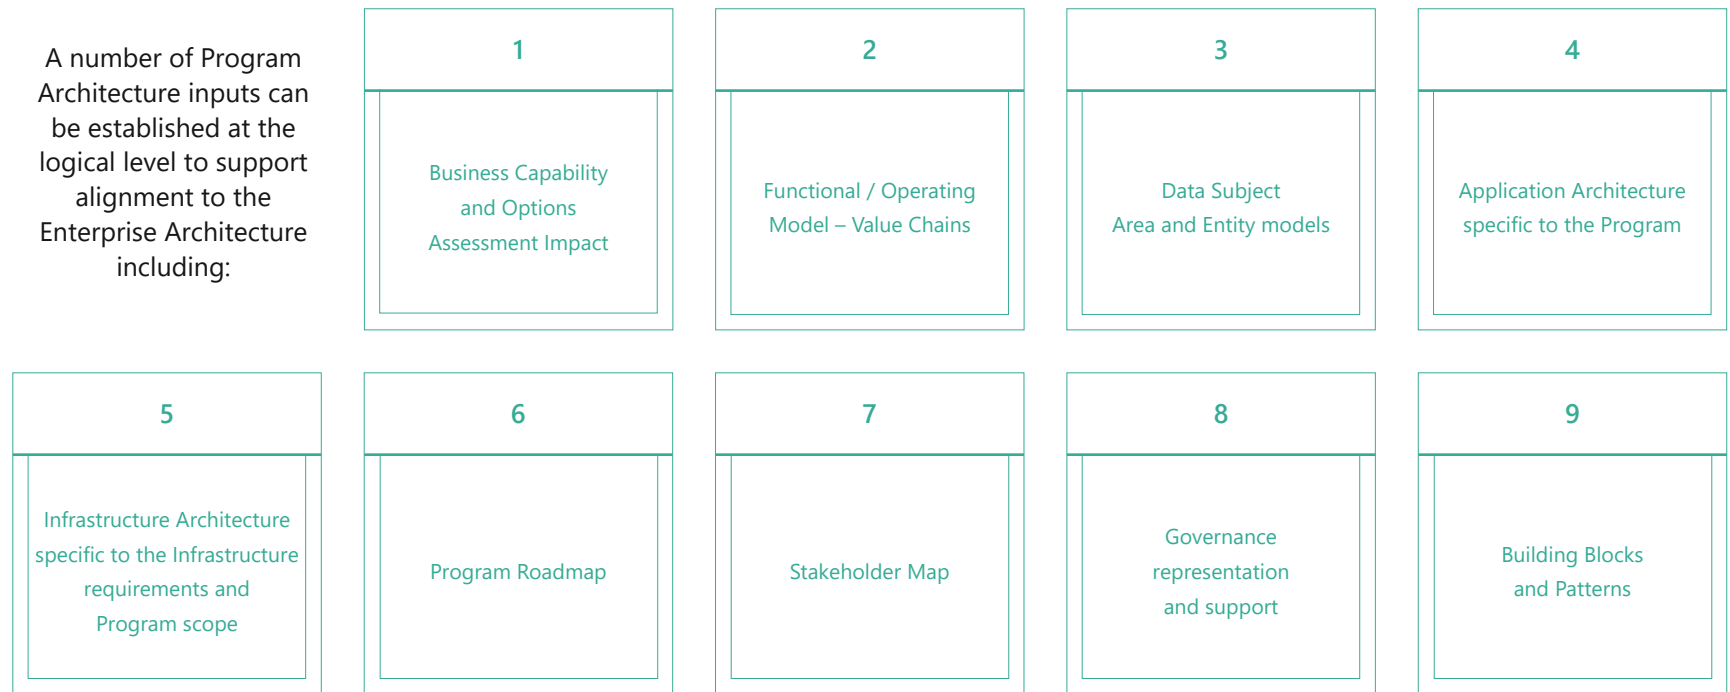 A number of Program
Architecture inputs can
be established at the
logical level to support
alignment to the
Enterprise Architecture
including:
1
Business Capability
and Options
Assessment Impact
2
Functional / Operating
Model – Value Chains
3
Data Subject
Area and Entity models
4
Application Architecture
specific to the Program
5
Infrastructure Architecture
specific to the Infrastructure
requirements and
Program scope
6
Program Roadmap
7
Stakeholder Map
8
Governance
representation
and support
9
Building Blocks
and Patterns